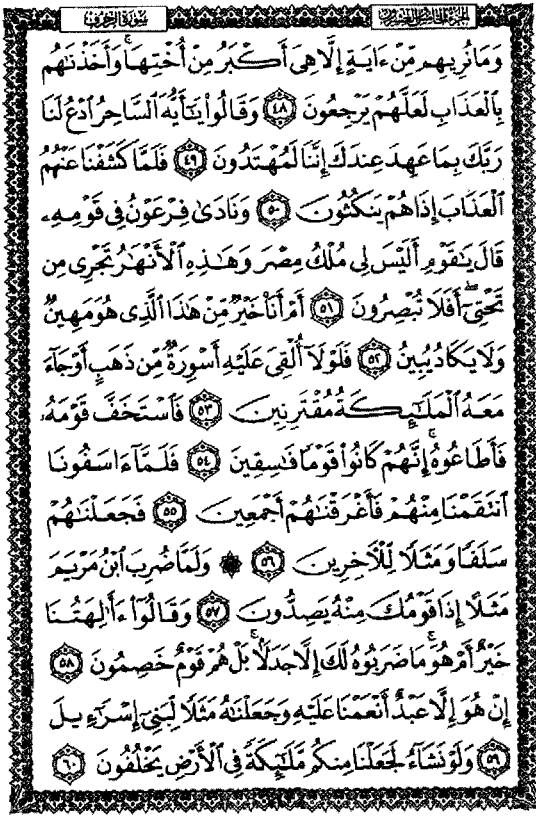 الجزء الخامس والعشرون
سورة الزخرف
وَمَا نُرِيهِم مِّنْ ءَايَةٍ إِلَّا هِىَ أَكْبَرُ مِنْ أُخْتِهَا ۖ وَأَخَذْنَٰهُم
بِٱلْعَذَابِ لَعَلَّهُمْ يَرْجِعُونَ ٤٨ وَقَالُوا۟ يَٰٓأَيُّهَ ٱلسَّاحِرُ ٱدْعُ لَنَا
رَبَّكَ بِمَا عَهِدَ عِندَكَ إِنَّنَا لَمُهْتَدُونَ ٤٩ فَلَمَّا كَشَفْنَا عَنْهُمُ
ٱلْعَذَابَ إِذَا هُمْ يَنكُثُونَ ٥٠ وَنَادَىٰ فِرْعَوْنُ فِى قَوْمِهِۦ
قَالَ يَٰقَوْمِ أَلَيْسَ لِى مُلْكُ مِصْرَ وَهَٰذِهِ ٱلْأَنْهَٰرُ تَجْرِى مِن
تَحْتِىٓ ۖ أَفَلَا تُبْصِرُونَ ٥١ أَمْ أَنَا۠ خَيْرٌ مِّنْ هَٰذَا ٱلَّذِى هُوَ مَهِينٌ
وَلَا يَكَادُ يُبِينُ ٥٢ فَلَوْلَآ أُلْقِىَ عَلَيْهِ أَسْوِرَةٌ مِّن ذَهَبٍ أَوْ جَآءَ
مَعَهُ ٱلْمَلَٰٓئِكَةُ مُقْتَرِنِينَ ٥٣ فَٱسْتَخَفَّ قَوْمَهُۥ
فَأَطَاعُوهُ ۚ إِنَّهُمْ كَانُوا۟ قَوْمًا فَٰسِقِينَ ٥٤ فَلَمَّآ ءَاسَفُونَا
ٱنتَقَمْنَا مِنْهُمْ فَأَغْرَقْنَٰهُمْ أَجْمَعِينَ ٥٥ فَجَعَلْنَٰهُمْ
سَلَفًا وَمَثَلًا لِّلْـَٔاخِرِينَ ٥٦ ۞ وَلَمَّا ضُرِبَ ٱبْنُ مَرْيَمَ
مَثَلًا إِذَا قَوْمُكَ مِنْهُ يَصِدُّونَ ٥٧ وَقَالُوٓا۟ ءَأَٰلِهَتُنَا
خَيْرٌ أَمْ هُوَ ۚ مَا ضَرَبُوهُ لَكَ إِلَّا جَدَلًۢا ۚ بَلْ هُمْ قَوْمٌ خَصِمُونَ ٥٨
إِنْ هُوَ إِلَّا عَبْدٌ أَنْعَمْنَا عَلَيْهِ وَجَعَلْنَٰهُ مَثَلًا لِّبَنِىٓ إِسْرَٰٓءِيلَ
٥٩ وَلَوْ نَشَآءُ لَجَعَلْنَا مِنكُم مَّلَٰٓئِكَةً فِى ٱلْأَرْضِ يَخْلُفُونَ ٦٠